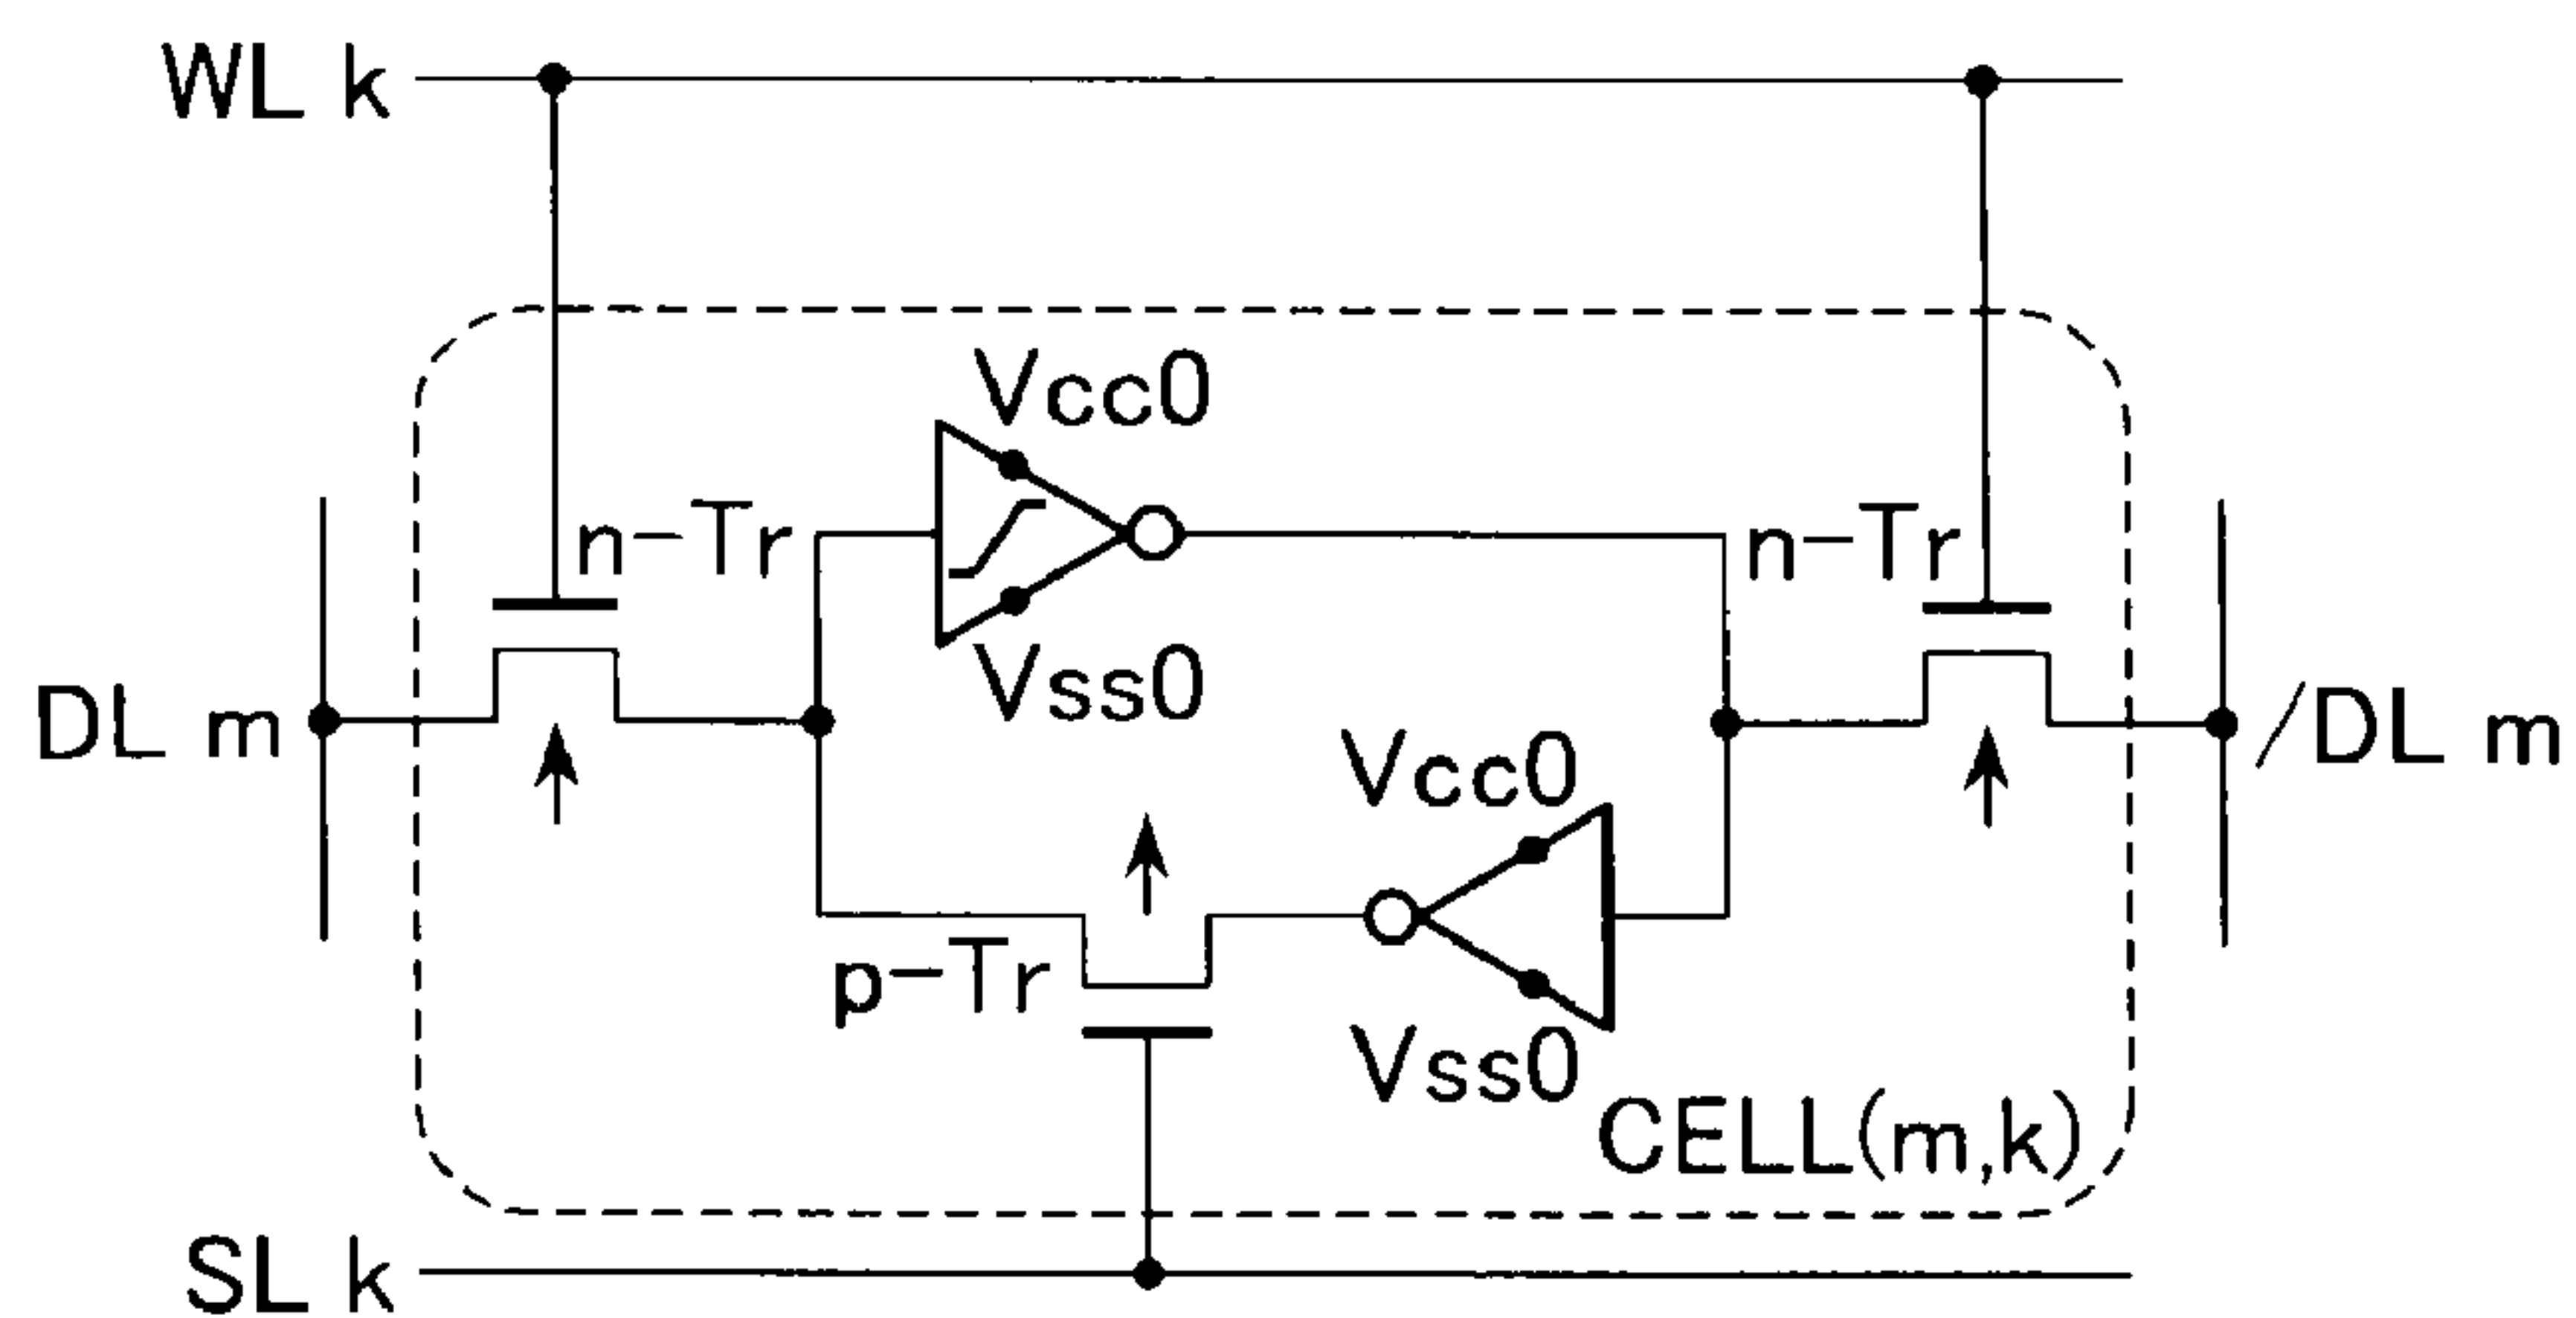 WL k
Vcc0
n-Tr
n-Tr
Vss0
DL m
/DL m
Vcc0
p-Tr
Vss0
CELL(m,k)
SL k